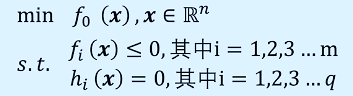 min f₀ (x), x ∈ ℝⁿ
s.t. fᵢ (x) ≤ 0, 其中i = 1,2,3 ... m
hᵢ (x) = 0, 其中i = 1,2,3 ... q